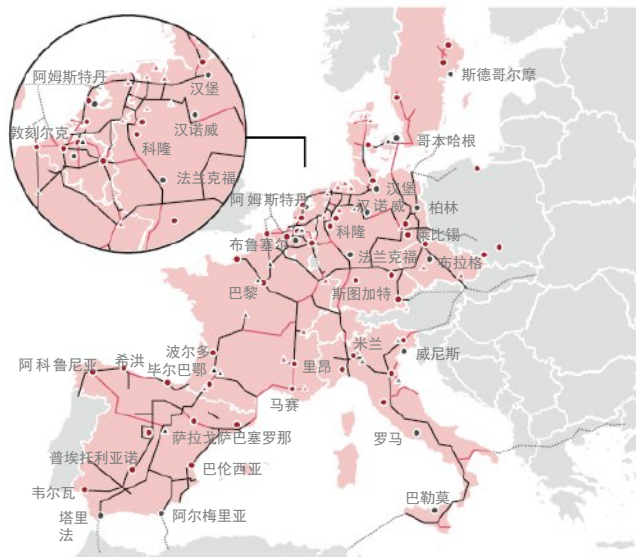 阿姆斯特丹
汉堡
敦刻尔克
汉诺威
科隆
法兰克福
斯德哥尔摩
哥本哈根
阿姆斯特丹
汉堡
汉诺威
柏林
布鲁塞尔
科隆
莱比锡
法兰克福
布拉格
巴黎
斯图加特
波尔多
米兰
威尼斯
阿科鲁尼亚
希洪
毕尔巴鄂
里昂
马赛
萨拉戈萨巴塞罗那
罗马
普埃托利亚诺
巴伦西亚
韦尔瓦
巴勒莫
塔里
法
阿尔梅里亚